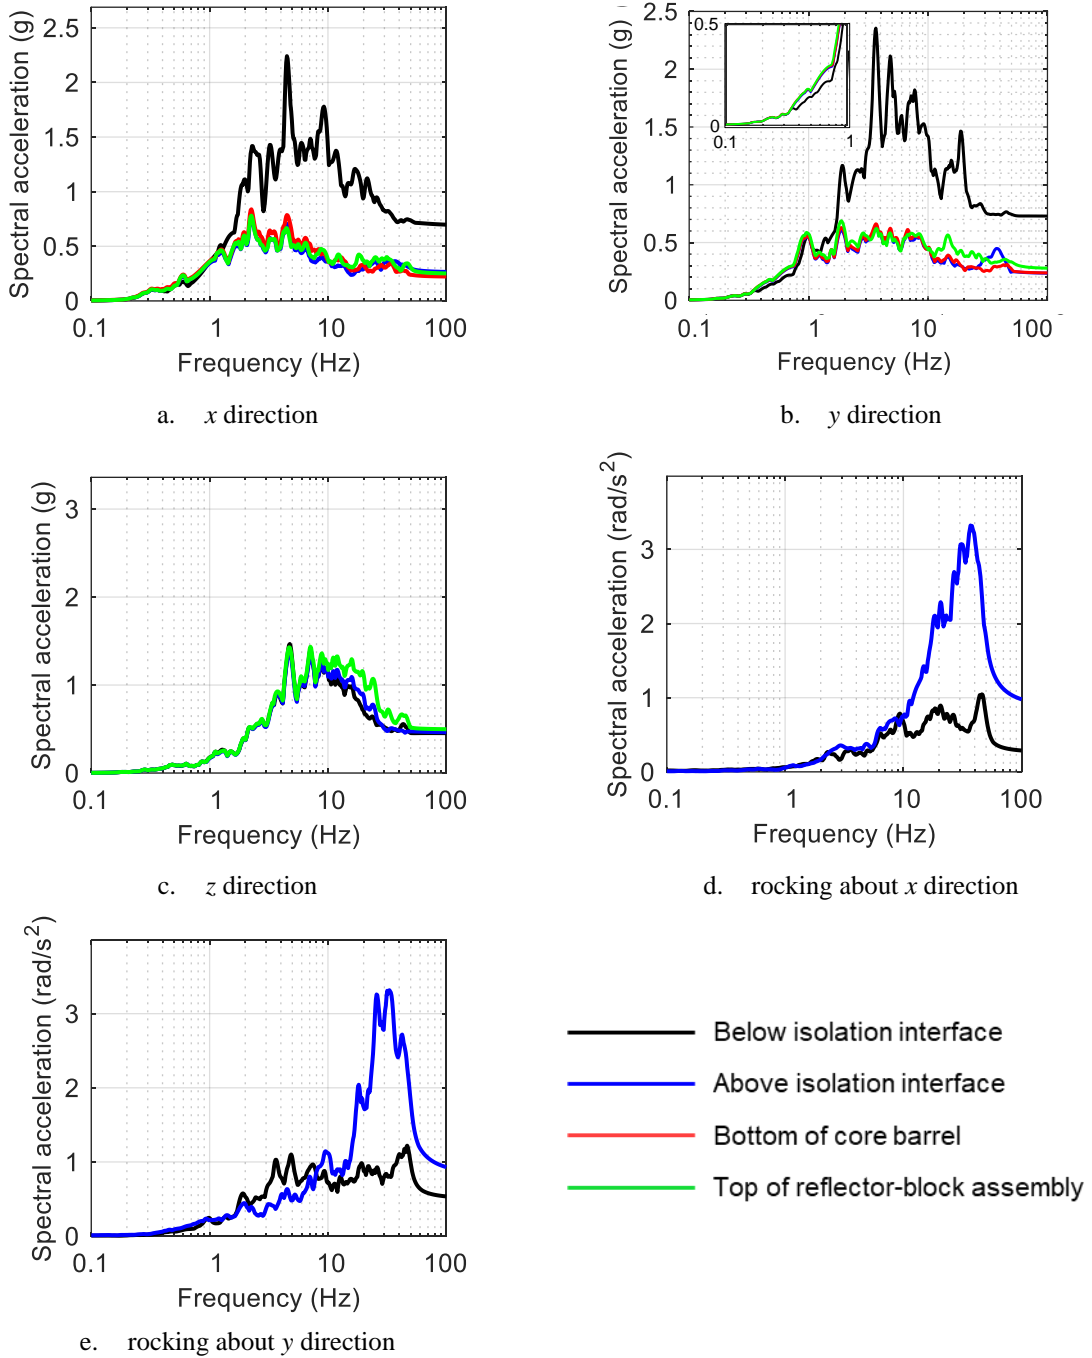 Spectral acceleration (g)
2.5
2
1.5
1
0.5
0
0.1
1
10
100
Frequency (Hz)
a. x direction
Spectral acceleration (g)
2.5
2
1.5
1
0.5
0
0.5
0
0.1
1
0.1
1
10
100
Frequency (Hz)
b. y direction
Spectral acceleration (g)
3
2
1
0
0.1
1
10
100
Frequency (Hz)
c. z direction
Spectral acceleration (rad/s²)
3
2
1
0
0.1
1
10
100
Frequency (Hz)
d. rocking about x direction
Spectral acceleration (rad/s²)
3
2
1
0
0.1
1
10
100
Frequency (Hz)
e. rocking about y direction
Below isolation interface
Above isolation interface
Bottom of core barrel
Top of reflector-block assembly